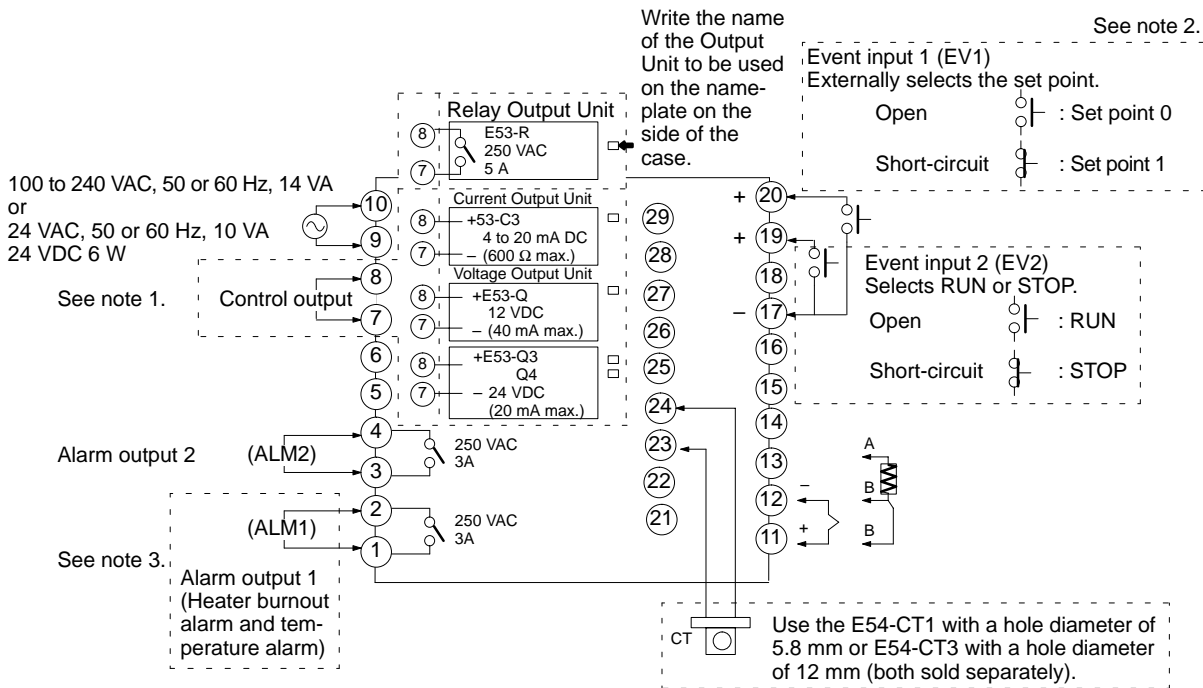 Write the name
of the Output
Unit to be used
on the name-
plate on the
side of the
case.
See note 2.
Event input 1 (EV1)
Externally selects the set point.
Open : Set point 0
Short-circuit : Set point 1
Relay Output Unit
8
E53-R
250 VAC
7
5 A
100 to 240 VAC, 50 or 60 Hz, 14 VA
or
24 VAC, 50 or 60 Hz, 10 VA
24 VDC 6 W
10
9
8
7
6
5
4
3
2
1
See note 1.
Control output
Current Output Unit
8
+53-C3
4 to 20 mA DC
7
– (600 Ω max.)
Voltage Output Unit
8
+E53-Q
12 VDC
7
– (40 mA max.)
8
+E53-Q3
Q4
7
– 24 VDC
(20 mA max.)
29
28
27
26
25
24
23
22
21
+ 20
+ 19
18
– 17
16
15
14
13
12
11
Event input 2 (EV2)
Selects RUN or STOP.
Open : RUN
Short-circuit : STOP
Alarm output 2
(ALM2)
250 VAC
3A
(ALM1)
250 VAC
3A
See note 3.
Alarm output 1
(Heater burnout
alarm and tem-
perature alarm)
–
+
A
B
B
CT
Use the E54-CT1 with a hole diameter of
5.8 mm or E54-CT3 with a hole diameter
of 12 mm (both sold separately).